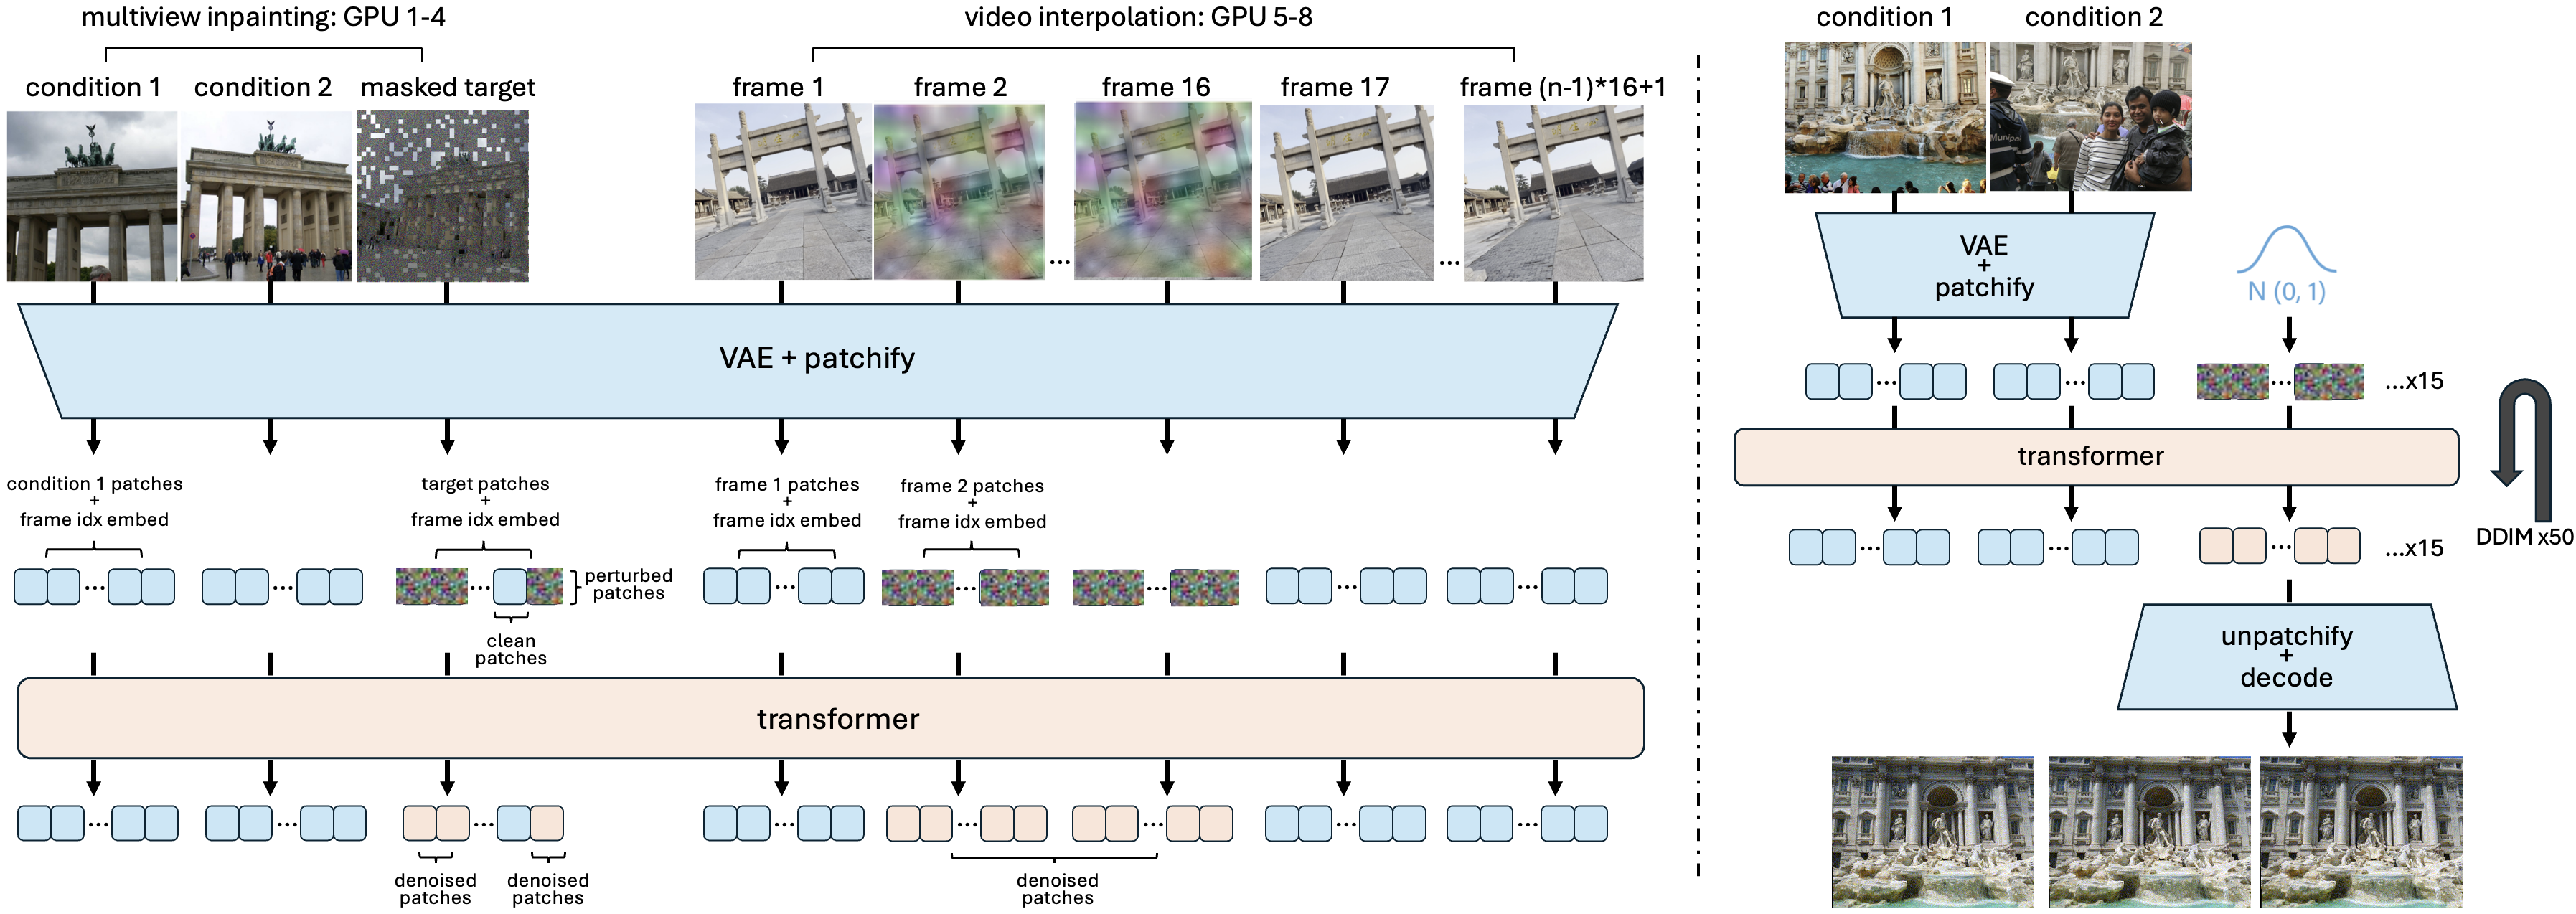 multiview inpainting: GPU 1-4
video interpolation: GPU 5-8
condition 1
condition 2
masked target
frame 1
frame 2
frame 16
frame 17
frame (n-1)*16+1
...
...
VAE + patchify
condition 1 patches
+
frame idx embed
target patches
+
frame idx embed
frame 1 patches
+
frame idx embed
frame 2 patches
+
frame idx embed
perturbed
patches
clean
patches
transformer
denoised
patches
denoised
patches
denoised
patches
condition 1
condition 2
Munipal
VAE
+
patchify
N (0, 1)
...x15
transformer
...x15
DDIM x50
unpatchify
+
decode